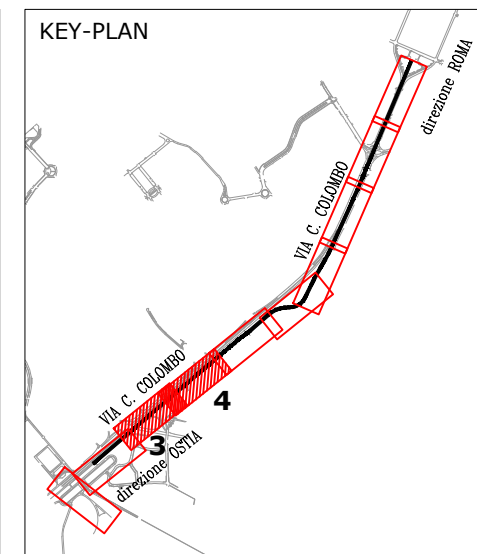 KEY-PLAN
direzione ROMA
VIA C. COLOMBO
VIA C. COLOMBO
4
3
direzione OSTIA